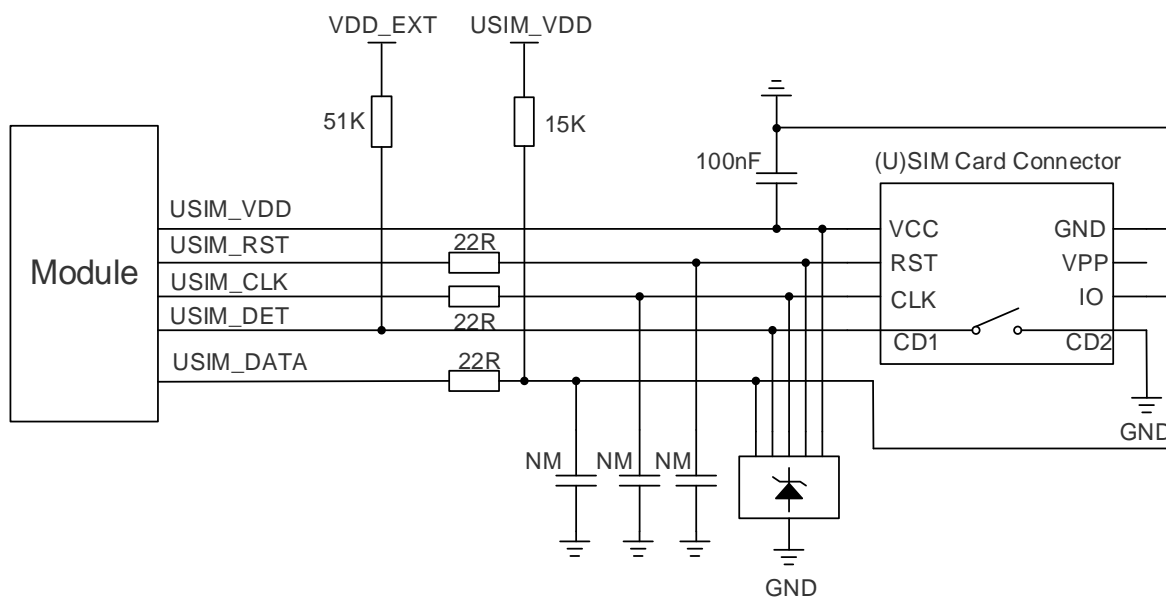 VDD_EXT USIM_VDD
51K 15K
100nF (U)SIM Card Connector
USIM_VDD
VCC GND
USIM_RST 22R
RST VPP
Module
USIM_CLK
CLK IO
USIM_DET 22R
CD1 CD2
USIM_DATA 22R
GND
NM NM NM
GND